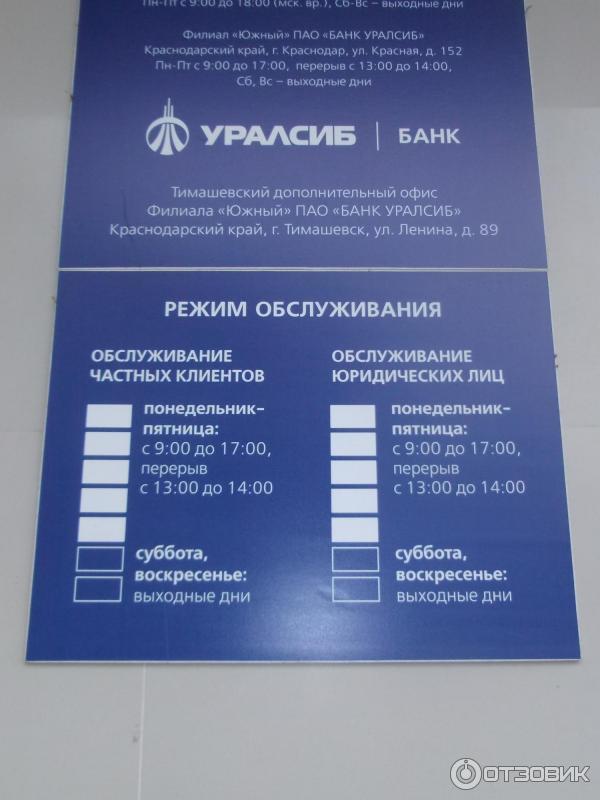 Пн-Пт с 9:00 до 18:00 (мск. вр.), Сб-Вс – выходные дни
Филиал «Южный» ПАО «БАНК УРАЛСИБ»
Краснодарский край, г. Краснодар, ул. Красная, д. 152
Пн-Пт с 9:00 до 17:00, перерыв с 13:00 до 14:00,
Сб, Вс – выходные дни
УРАЛСИБ | БАНК
Тимашевский дополнительный офис
Филиала «Южный» ПАО «БАНК УРАЛСИБ»
Краснодарский край, г. Тимашевск, ул. Ленина, д. 89
РЕЖИМ ОБСЛУЖИВАНИЯ
ОБСЛУЖИВАНИЕ
ЧАСТНЫХ КЛИЕНТОВ
понедельник–
пятница:
с 9:00 до 17:00,
перерыв
с 13:00 до 14:00
суббота,
воскресенье:
выходные дни
ОБСЛУЖИВАНИЕ
ЮРИДИЧЕСКИХ ЛИЦ
понедельник–
пятница:
с 9:00 до 17:00,
перерыв
с 13:00 до 14:00
суббота,
воскресенье:
выходные дни
ОТЗОВИК